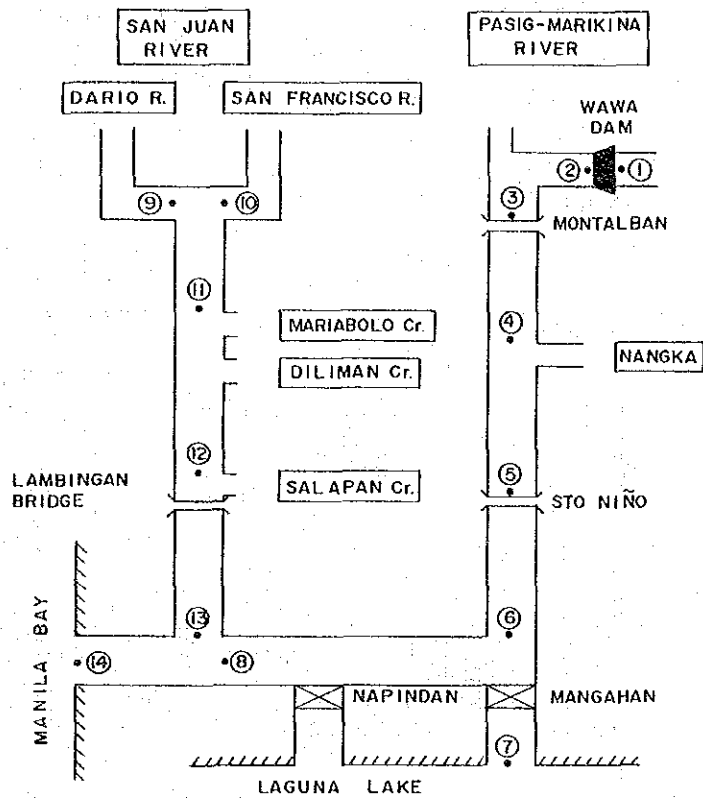 SAN JUAN
RIVER
PASIG-MARIKINA
RIVER
DARIO R.
SAN FRANCISCO R.
WAWA
DAM
② ①
③
⑨ ⑩
MONTALBAN
⑪
MARIABOLO Cr.
④
DILIMAN Cr.
NANGKA
⑫
LAMBINGAN
BRIDGE
SALAPAN Cr.
⑤
STO NIÑO
⑬
⑥
MANILA BAY
⑭
⑧
NAPINDAN
MANGAHAN
⑦
LAGUNA LAKE